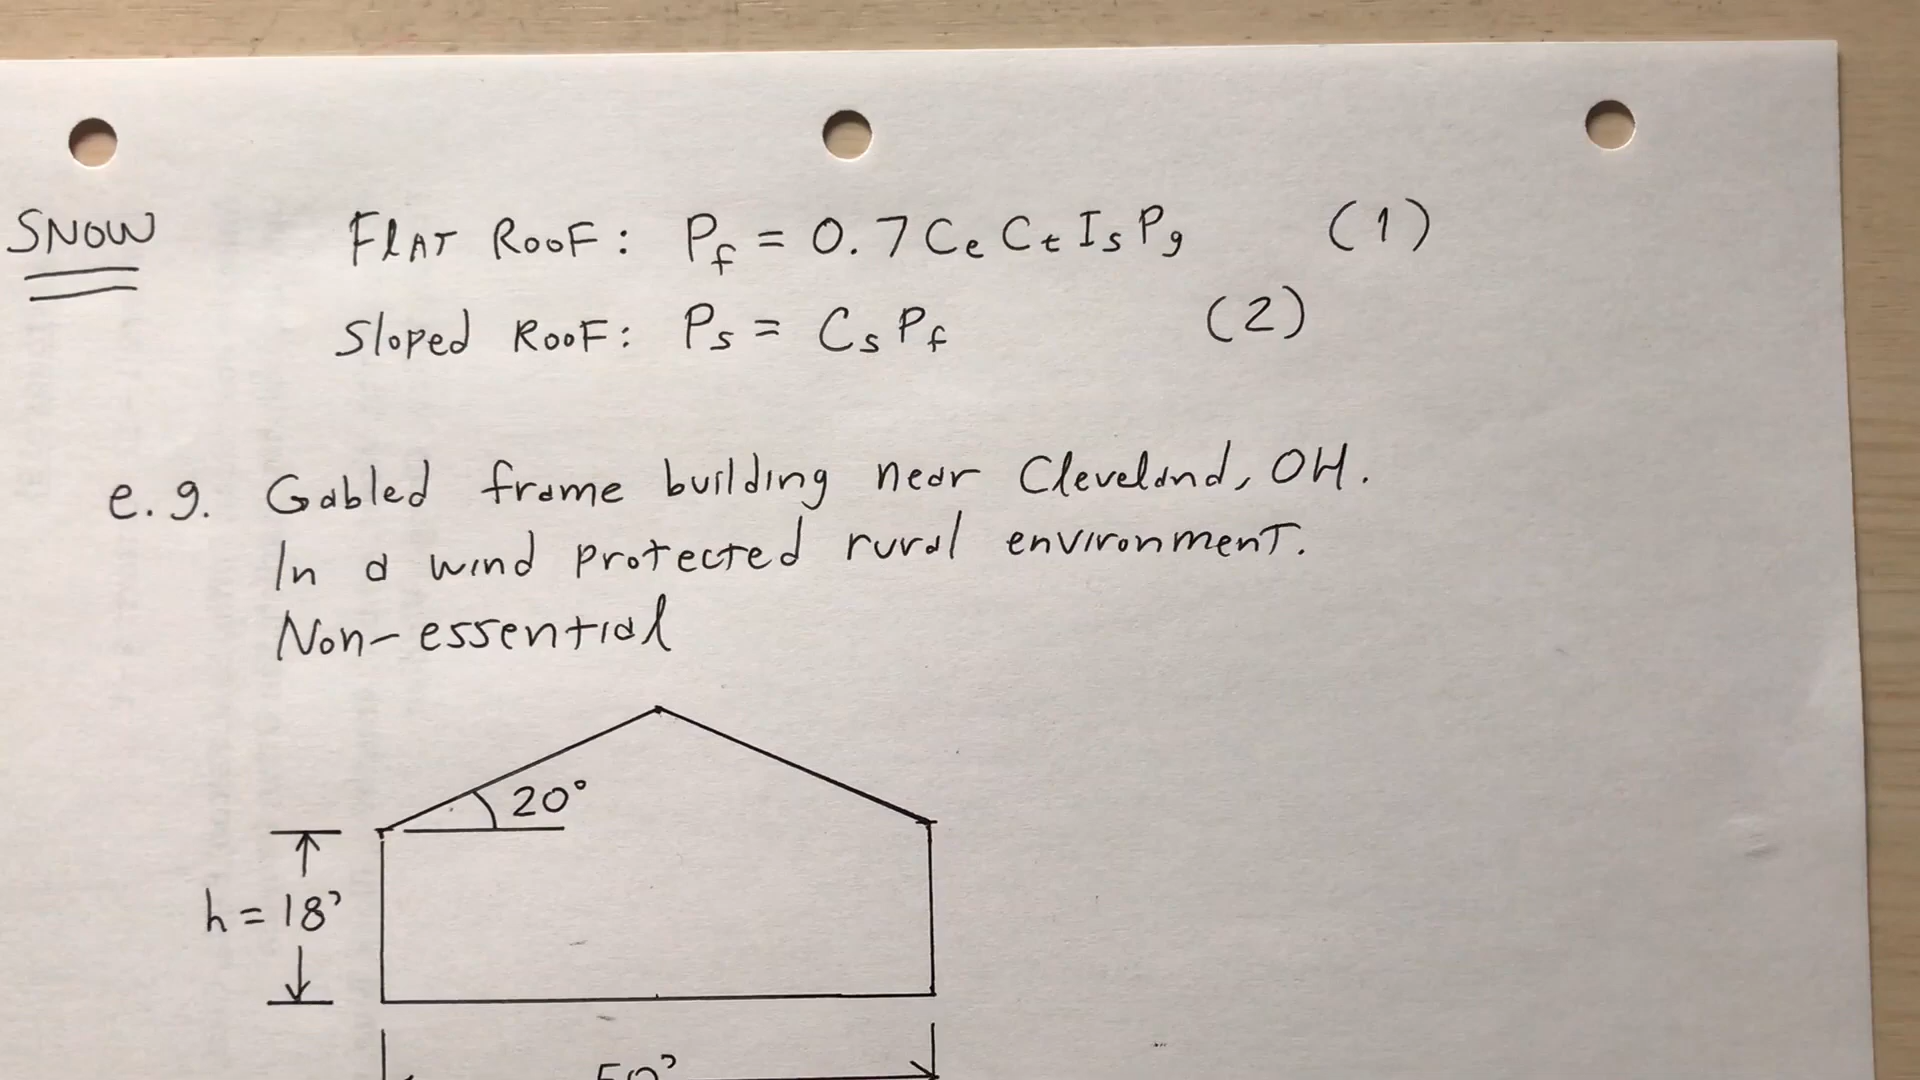 SNOW
FLAT ROOF: Pf = 0.7 Ce Ct Is Pg (1)
Sloped ROOF: Ps = Cs Pf (2)
e.g. Gabled frame building near Cleveland, OH.
In a wind protected rural environment.
Non-essential
20°
h = 18'
50'